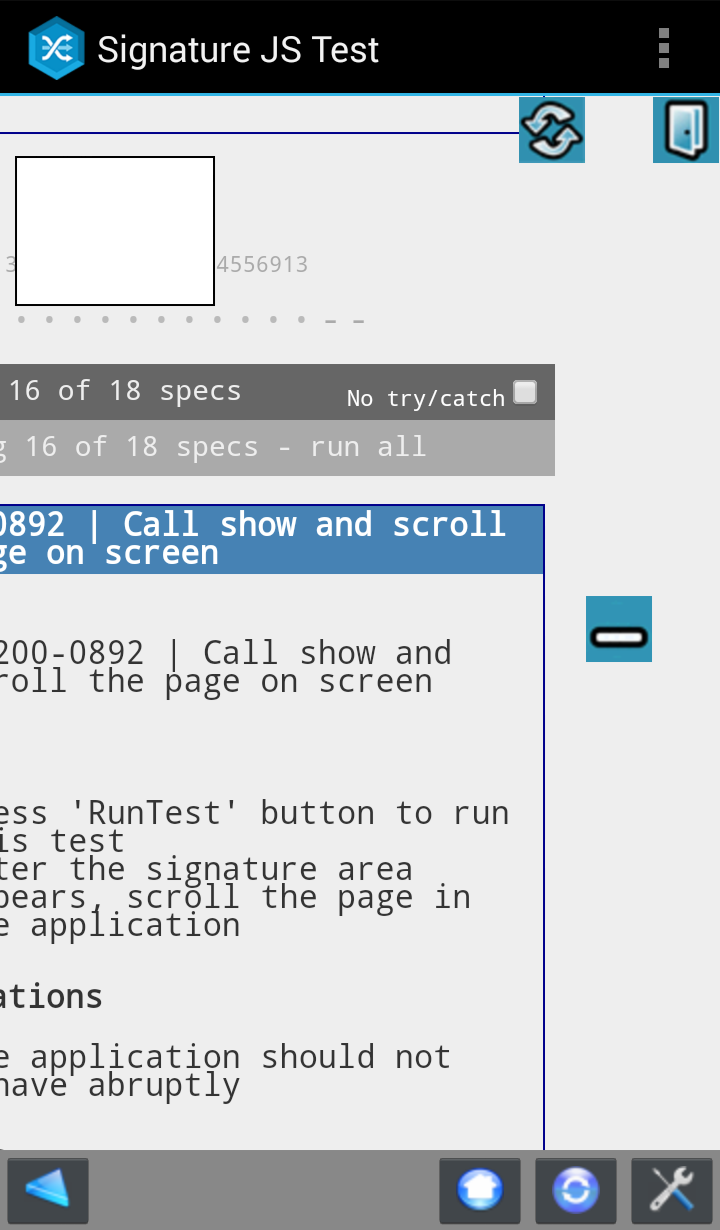 Signature JS Test
3 4556913
16 of 18 specs
No try/catch
g 16 of 18 specs - run all
0892 | Call show and scroll
ge on screen
200-0892 | Call show and
roll the page on screen
ess 'RunTest' button to run
is test
ter the signature area
pears, scroll the page in
e application
ations
e application should not
have abruptly